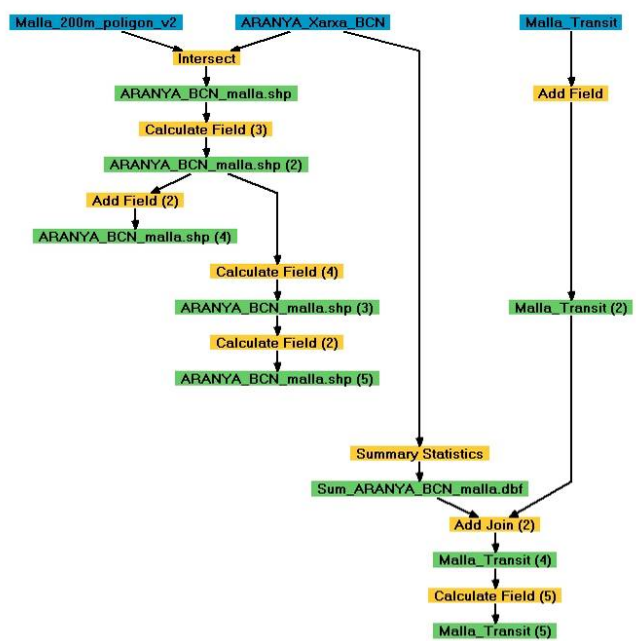 Malla_200m_poligon_v2
ARANYA_Xarxa_BCN
Malla_Transit
Intersect
ARANYA_BCN_malla.shp
Add Field
Calculate Field (3)
ARANYA_BCN_malla.shp (2)
Add Field (2)
ARANYA_BCN_malla.shp (4)
Calculate Field (4)
ARANYA_BCN_malla.shp (3)
Malla_Transit (2)
Calculate Field (2)
ARANYA_BCN_malla.shp (5)
Summary Statistics
Sum_ARANYA_BCN_malla.dbf
Add Join (2)
Malla_Transit (4)
Calculate Field (5)
Malla_Transit (5)